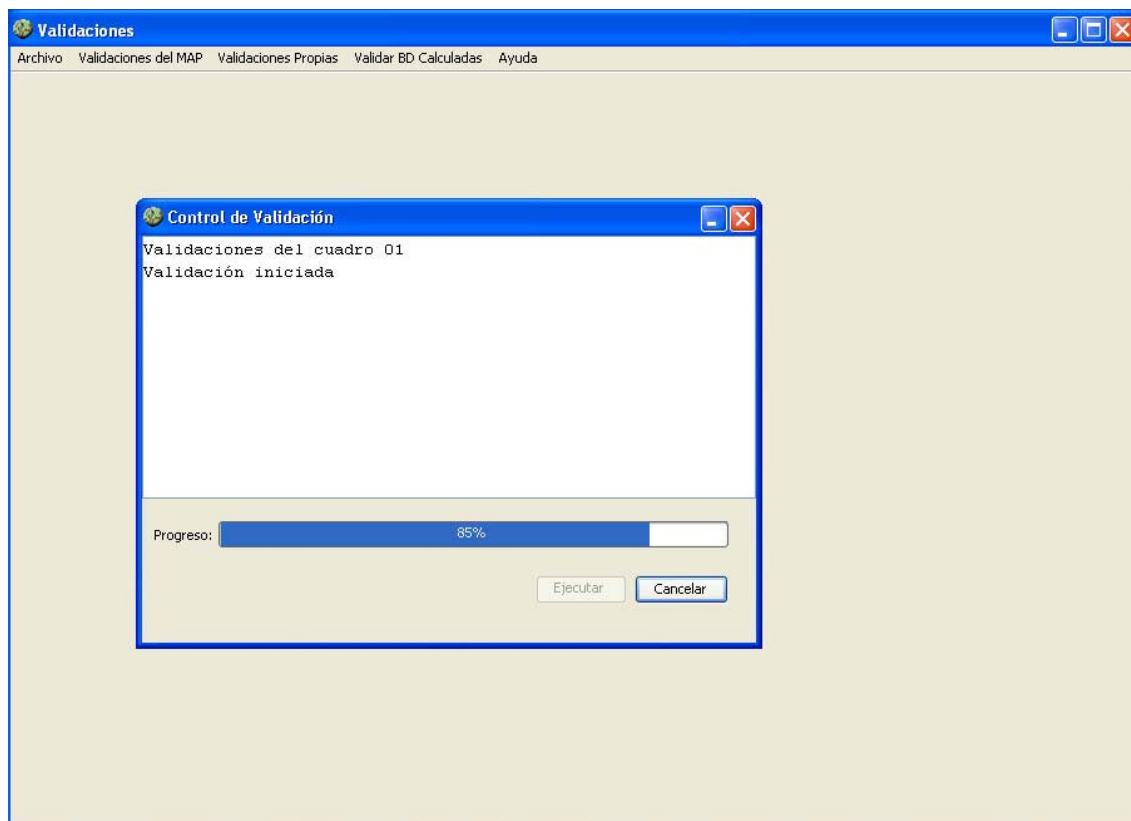 Validaciones
Archivo Validaciones del MAP Validaciones Propias Validar BD Calculadas Ayuda
Control de Validación
Validaciones del cuadro 01
Validación iniciada
Progreso: 85%
Ejecutar Cancelar